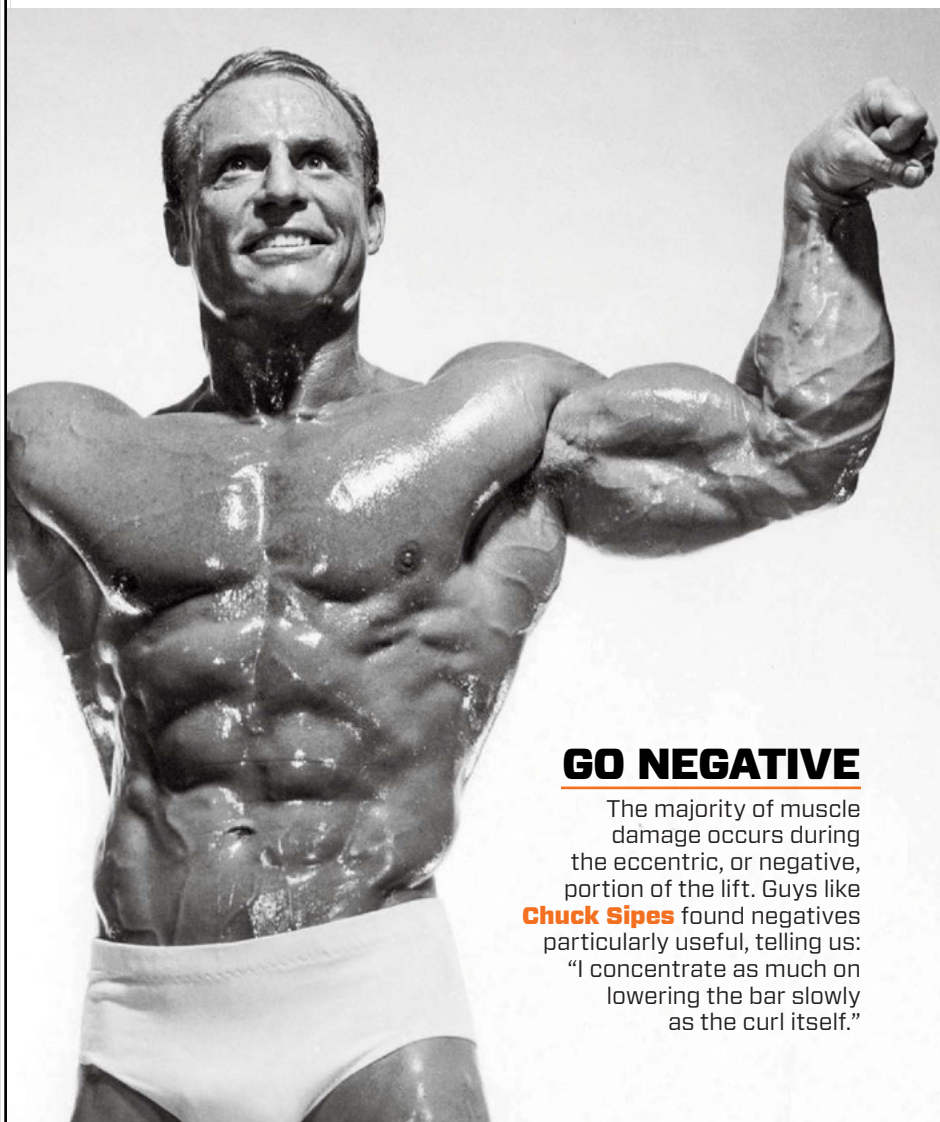 GO NEGATIVE
The majority of muscle
damage occurs during
the eccentric, or negative,
portion of the lift. Guys like
Chuck Sipes found negatives
particularly useful, telling us:
“I concentrate as much on
lowering the bar slowly
as the curl itself.”